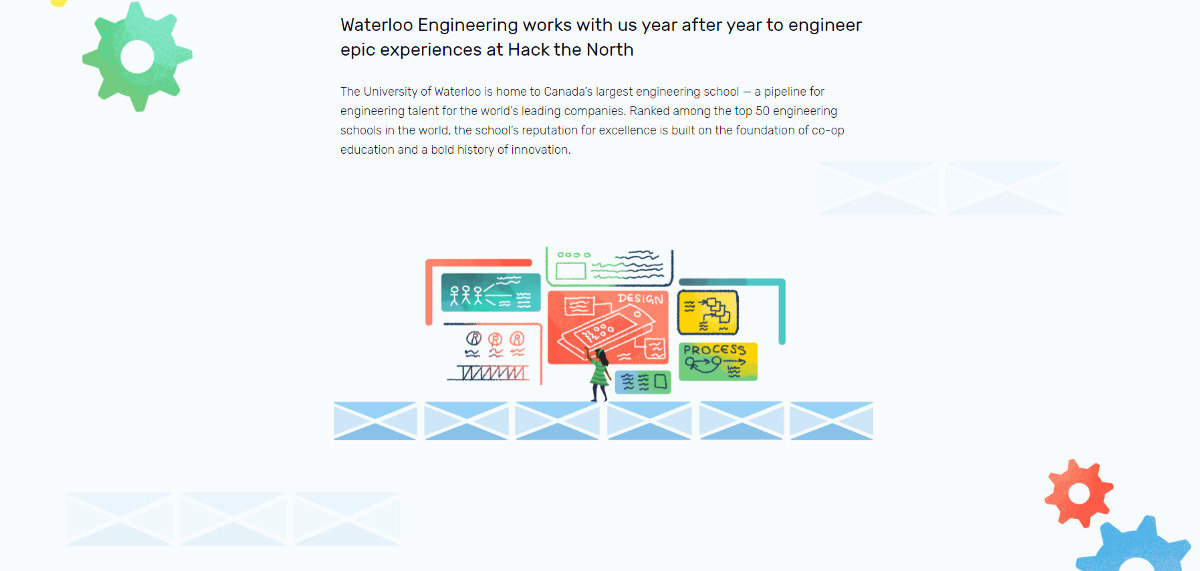 Waterloo Engineering works with us year after year to engineer
epic experiences at Hack the North
The University of Waterloo is home to Canada's largest engineering school — a pipeline for
engineering talent for the world's leading companies. Ranked among the top 50 engineering
schools in the world, the school's reputation for excellence is built on the foundation of co-op
education and a bold history of innovation.
DESIGN
PROCESS